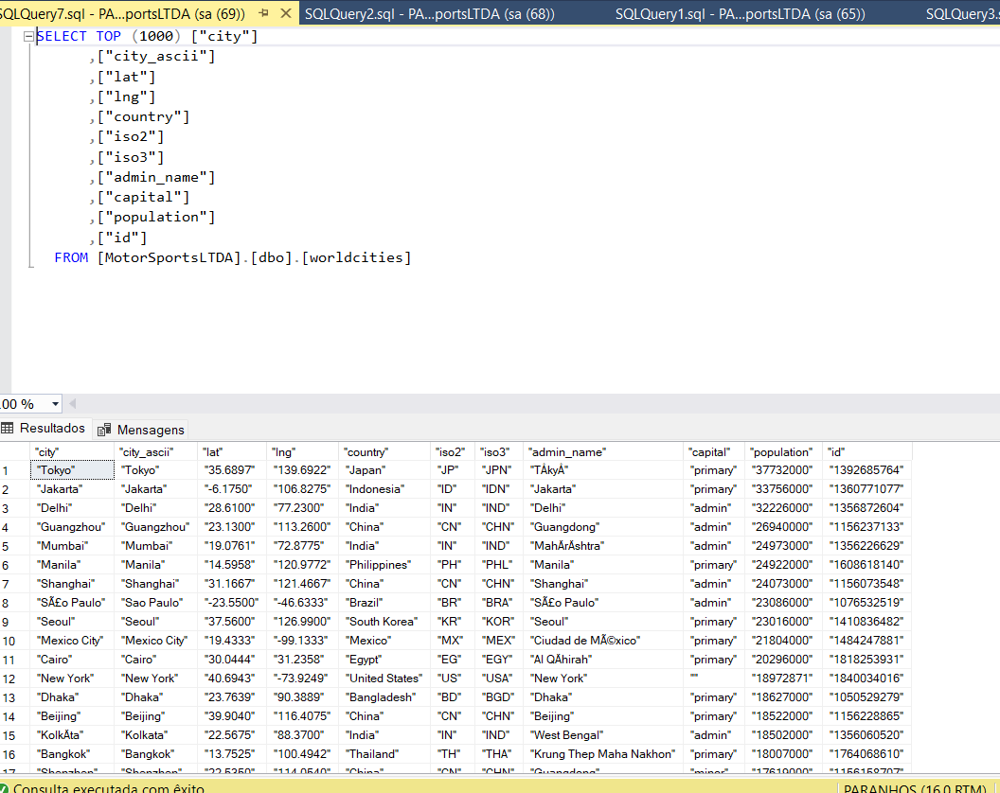 SQLQuery7.sql - PA...portsLTDA (sa (69)) SQLQuery2.sql - PA...portsLTDA (sa (68)) SQLQuery1.sql - PA...portsLTDA (sa (65)) SQLQuery3.s
SELECT TOP (1000) ["city"]
,["city_ascii"]
,["lat"]
,["lng"]
,["country"]
,["iso2"]
,["iso3"]
,["admin_name"]
,["capital"]
,["population"]
,["id"]
FROM [MotorSportsLTDA].[dbo].[worldcities]
.00 %
Resultados Mensagens
"city" "city_ascii" "lat" "lng" "country" "iso2" "iso3" "admin_name" "capital" "population" "id"
1 "Tokyo" "Tokyo" "35.6897" "139.6922" "Japan" "JP" "JPN" "TÅkyÅ" "primary" "37732000" "1392685764"
2 "Jakarta" "Jakarta" "-6.1750" "106.8275" "Indonesia" "ID" "IDN" "Jakarta" "primary" "33756000" "1360771077"
3 "Delhi" "Delhi" "28.6100" "77.2300" "India" "IN" "IND" "Delhi" "admin" "32226000" "1356872604"
4 "Guangzhou" "Guangzhou" "23.1300" "113.2600" "China" "CN" "CHN" "Guangdong" "admin" "26940000" "1156237133"
5 "Mumbai" "Mumbai" "19.0761" "72.8775" "India" "IN" "IND" "MahÄrÄshtra" "admin" "24973000" "1356226629"
6 "Manila" "Manila" "14.5958" "120.9772" "Philippines" "PH" "PHL" "Manila" "primary" "24922000" "1608618140"
7 "Shanghai" "Shanghai" "31.1667" "121.4667" "China" "CN" "CHN" "Shanghai" "admin" "24073000" "1156073548"
8 "SÃ£o Paulo" "Sao Paulo" "-23.5500" "-46.6333" "Brazil" "BR" "BRA" "SÃ£o Paulo" "admin" "23086000" "1076532519"
9 "Seoul" "Seoul" "37.5600" "126.9900" "South Korea" "KR" "KOR" "Seoul" "primary" "23016000" "1410836482"
10 "Mexico City" "Mexico City" "19.4333" "-99.1333" "Mexico" "MX" "MEX" "Ciudad de MÃ©xico" "primary" "21804000" "1484247881"
11 "Cairo" "Cairo" "30.0444" "31.2358" "Egypt" "EG" "EGY" "Al QÄhirah" "primary" "20296000" "1818253931"
12 "New York" "New York" "40.6943" "-73.9249" "United States" "US" "USA" "New York" "" "18972871" "1840034016"
13 "Dhaka" "Dhaka" "23.7639" "90.3889" "Bangladesh" "BD" "BGD" "Dhaka" "primary" "18627000" "1050529279"
14 "Beijing" "Beijing" "39.9040" "116.4075" "China" "CN" "CHN" "Beijing" "primary" "18522000" "1156228865"
15 "KolkÄta" "Kolkata" "22.5675" "88.3700" "India" "IN" "IND" "West Bengal" "admin" "18502000" "1356060520"
16 "Bangkok" "Bangkok" "13.7525" "100.4942" "Thailand" "TH" "THA" "Krung Thep Maha Nakhon" "primary" "18007000" "1764068610"
17 "Shenzhen" "Shenzhen" "22.5350" "114.0540" "China" "CN" "CHN" "Guangdong" "minor" "17619000" "1156158707"
Consulta executada com êxito. PARANHOS (16.0 RTM)